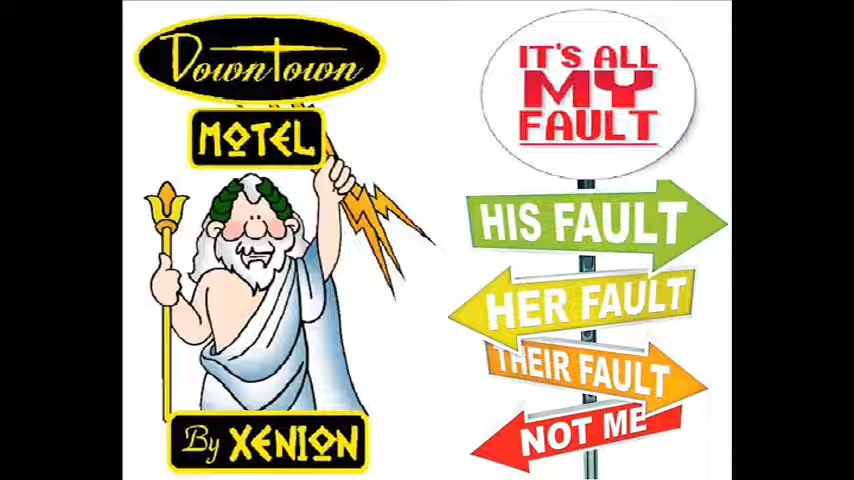 DownTown
MOTEL
By XENION
IT'S ALL
MY
FAULT
HIS FAULT
HER FAULT
THEIR FAULT
NOT ME